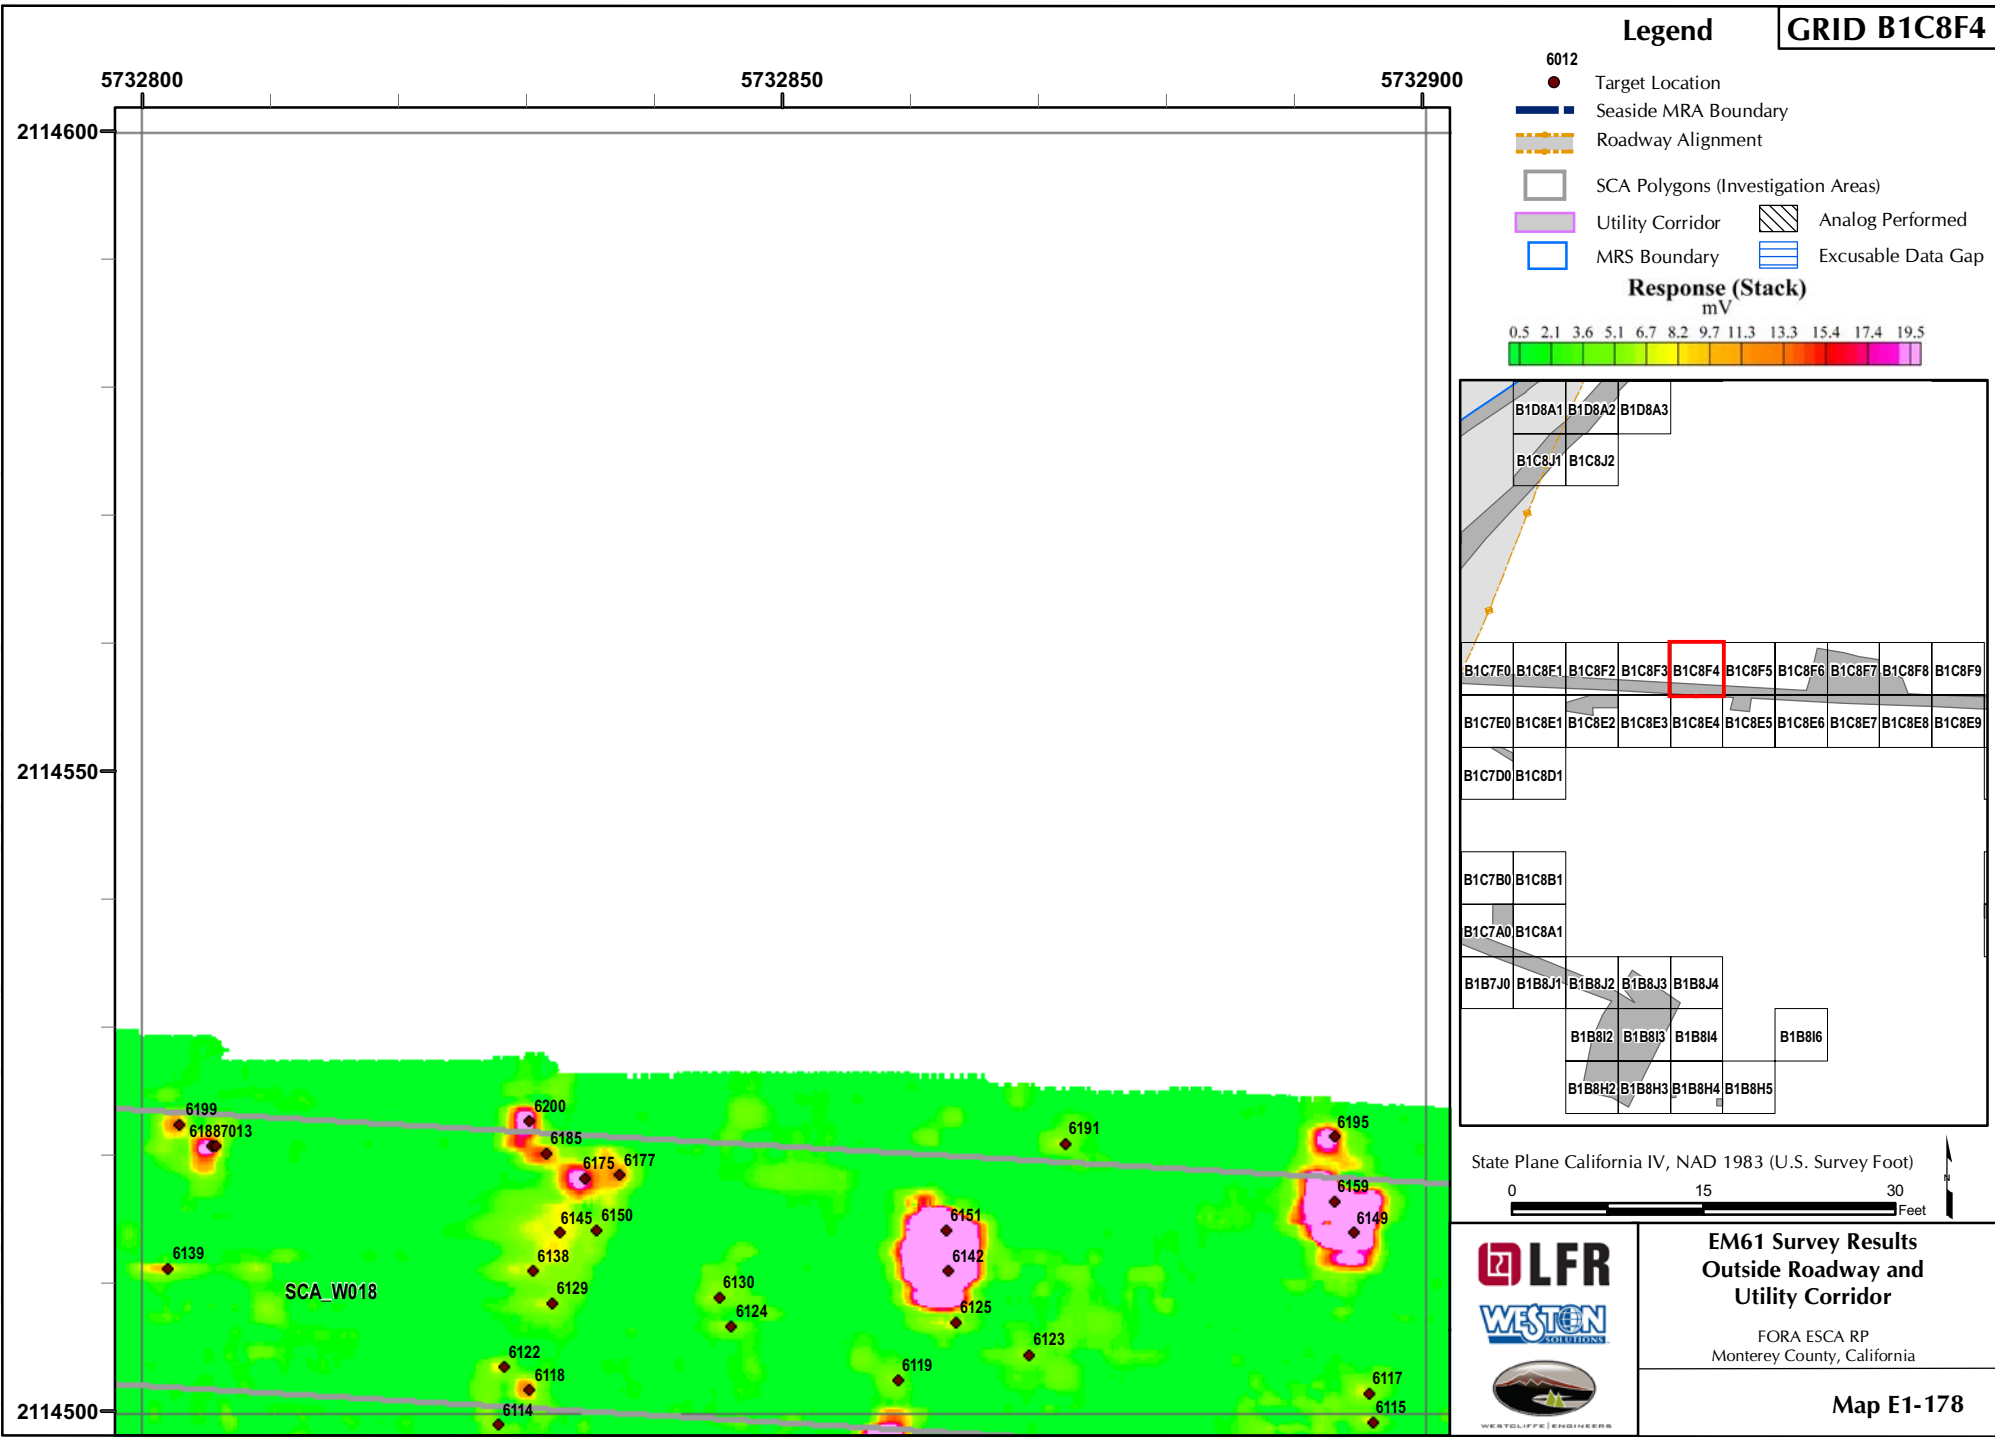 GRID B1C8F4
Legend
6012
Target Location
Seaside MRA Boundary
Roadway Alignment
SCA Polygons (Investigation Areas)
Utility Corridor
Analog Performed
MRS Boundary
Excusable Data Gap
Response (Stack)
mV
0.5 2.1 3.6 5.1 6.7 8.2 9.7 11.3 13.3 15.4 17.4 19.5
5732800 5732850 5732900
2114600
2114550
2114500
6199
61887013
6200
6185
6175
6177
6191
6195
6159
6149
6145
6150
6151
6142
6139
6138
SCA_W018
6129
6130
6124
6125
6123
6122
6118
6119
6117
6114
6115
B1D8A1 B1D8A2 B1D8A3
B1C8J1 B1C8J2
B1C7F0 B1C8F1 B1C8F2 B1C8F3 B1C8F4 B1C8F5 B1C8F6 B1C8F7 B1C8F8 B1C8F9
B1C7E0 B1C8E1 B1C8E2 B1C8E3 B1C8E4 B1C8E5 B1C8E6 B1C8E7 B1C8E8 B1C8E9
B1C7D0 B1C8D1
B1C7B0 B1C8B1
B1C7A0 B1C8A1
B1B7J0 B1B8J1 B1B8J2 B1B8J3 B1B8J4
B1B8I2 B1B8I3 B1B8I4 B1B8I6
B1B8H2 B1B8H3 B1B8H4 B1B8H5
State Plane California IV, NAD 1983 (U.S. Survey Foot)
0 15 30
Feet
N
LFR
WESTON
SOLUTIONS
WESTCLIFFE | ENGINEERS
EM61 Survey Results
Outside Roadway and
Utility Corridor
FORA ESCA RP
Monterey County, California
Map E1-178